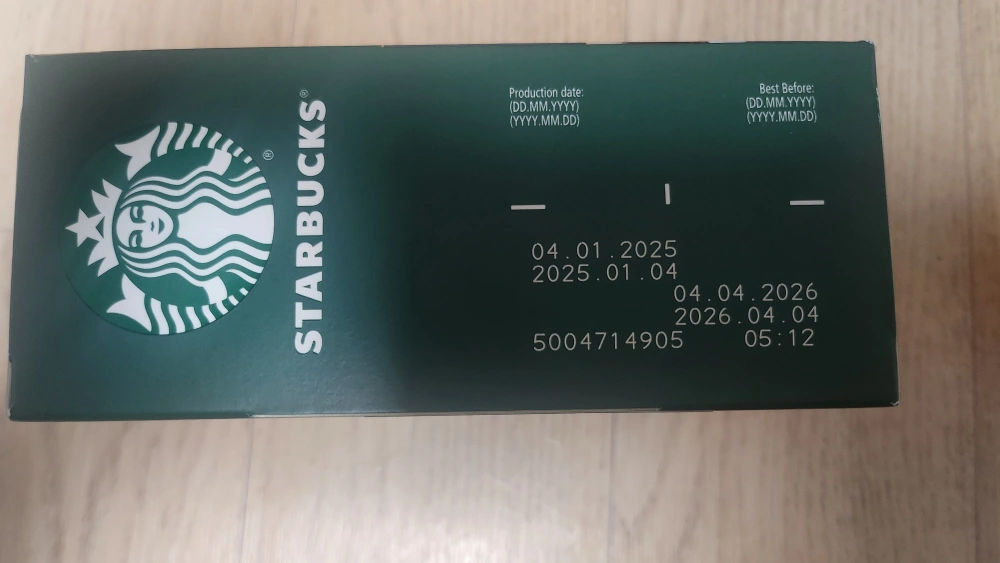 STARBUCKS®
®
Production date:
(DD.MM.YYYY)
(YYYY.MM.DD)
Best Before:
(DD.MM.YYYY)
(YYYY.MM.DD)
04.01.2025
2025.01.04
04.04.2026
2026.04.04
5004714905 05:12